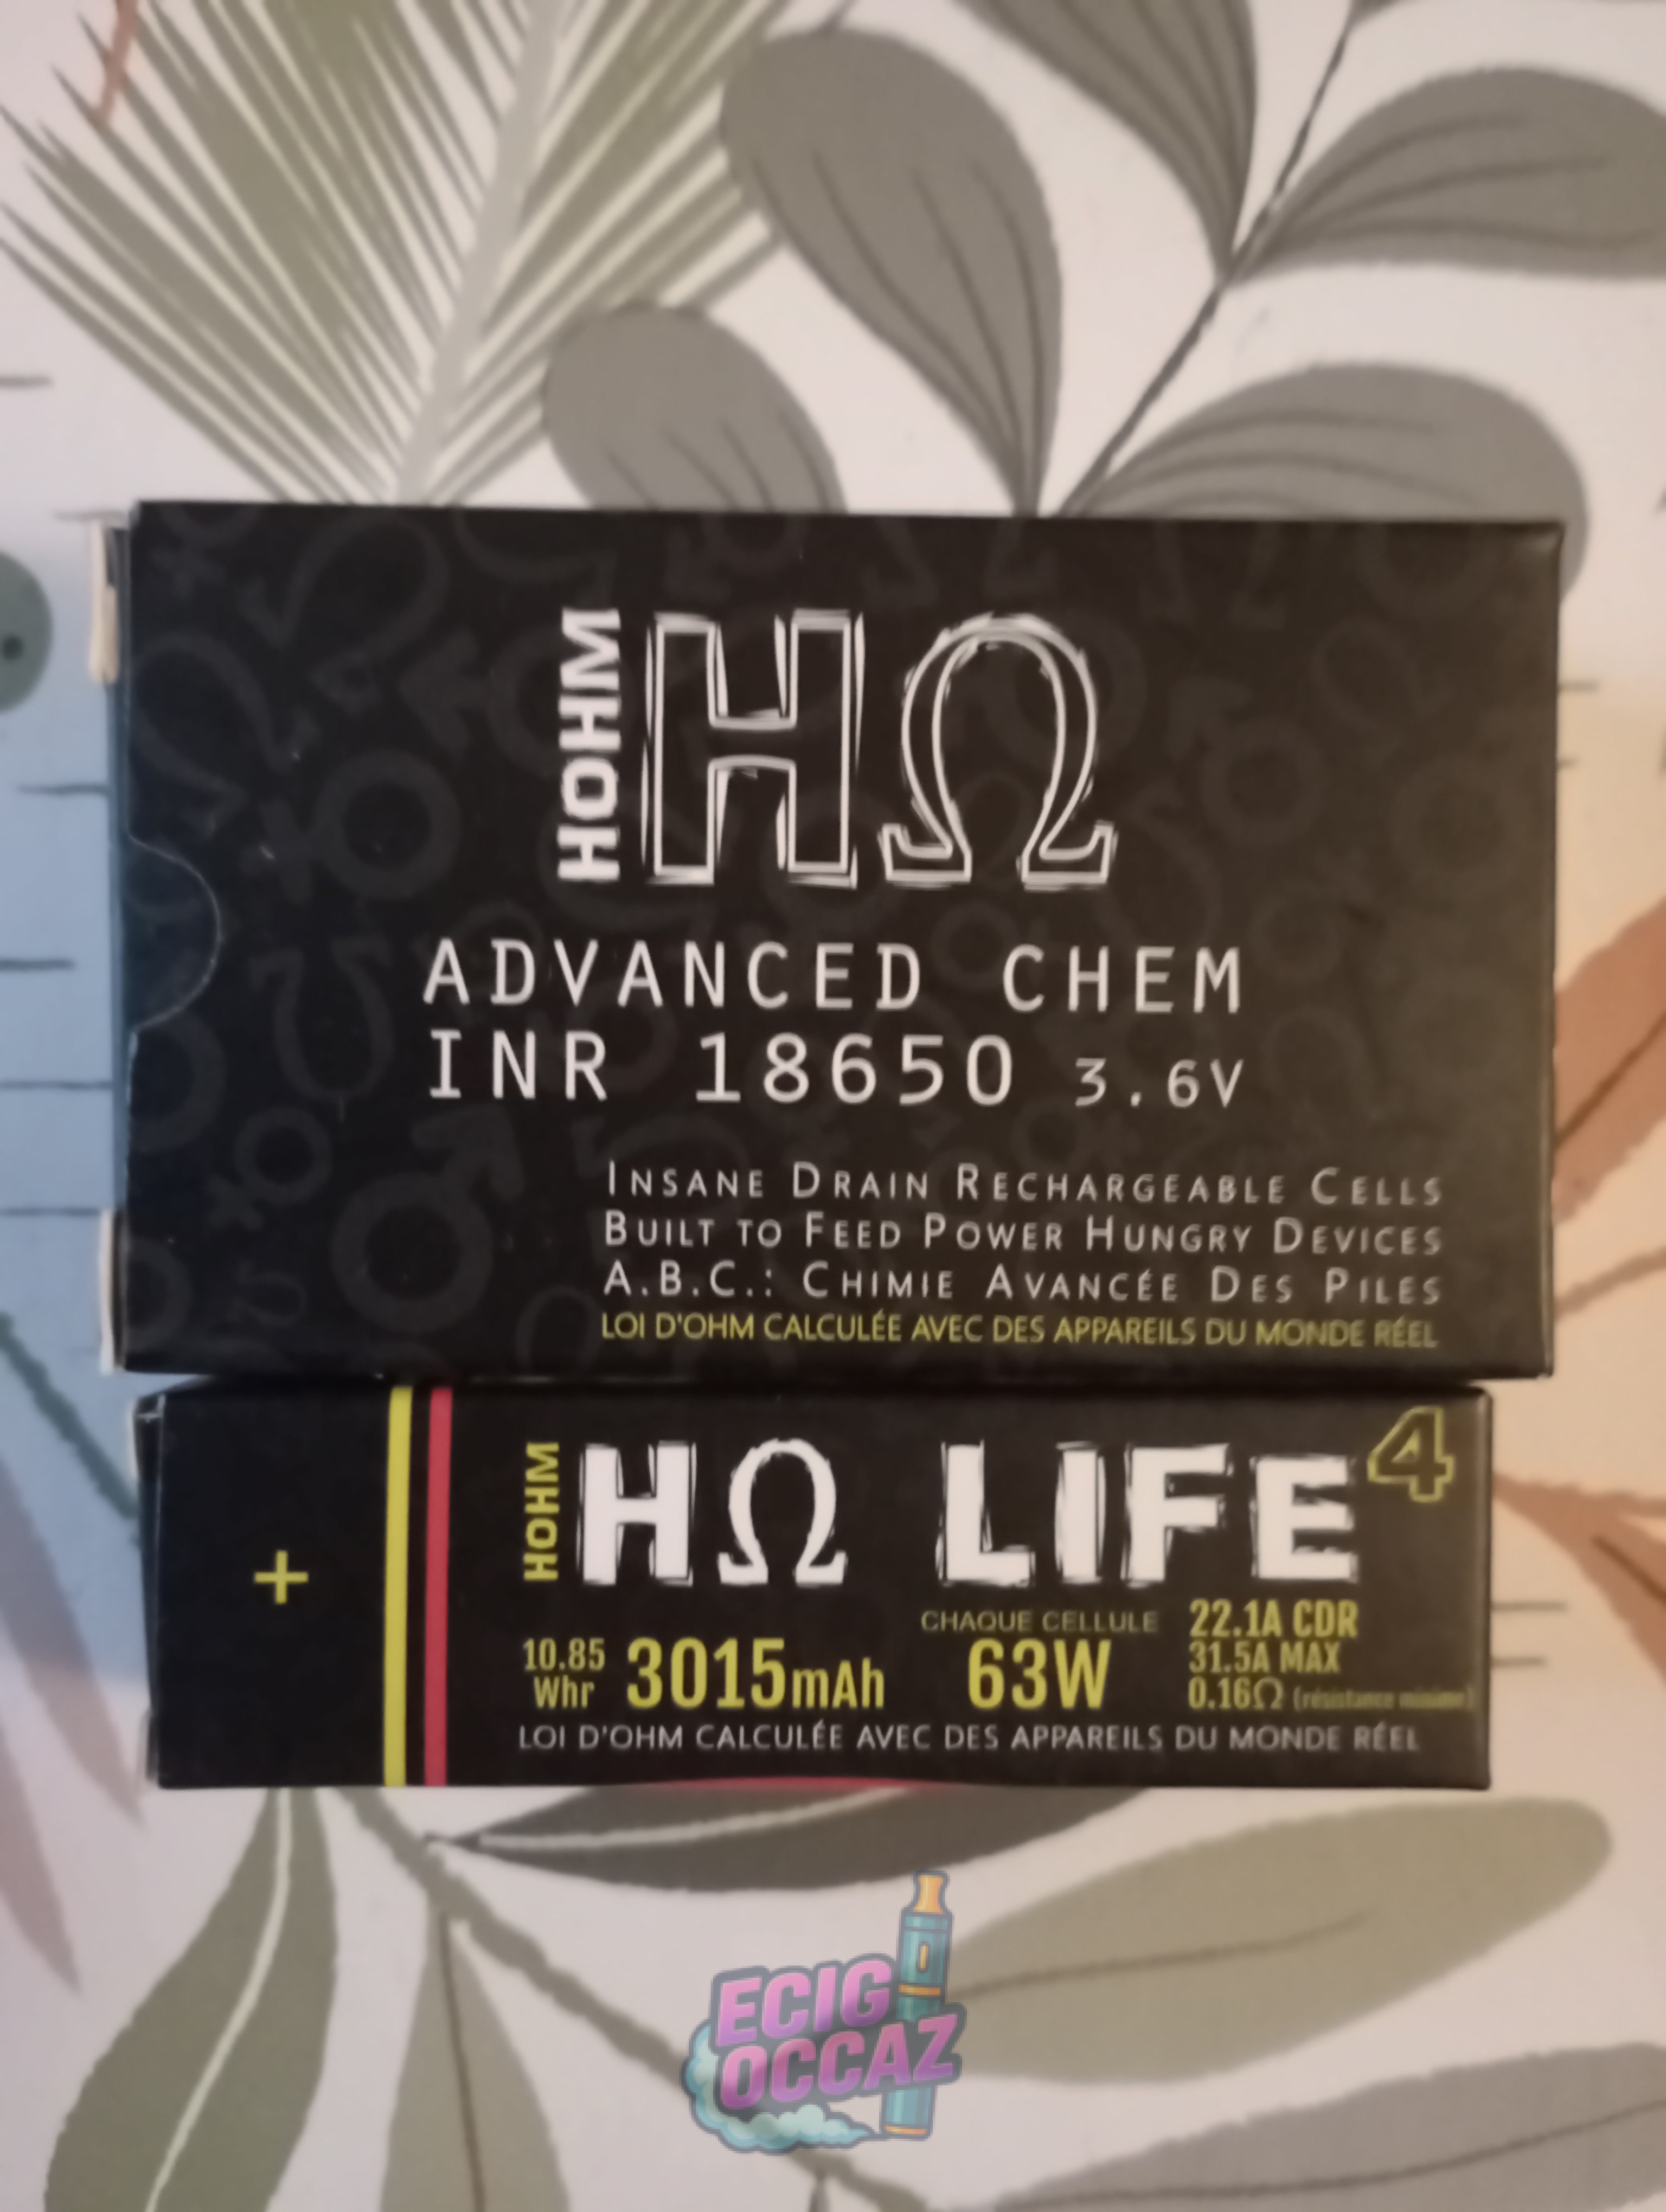 HOHM HΩ
ADVANCED CHEM
INR 18650 3.6V
INSANE DRAIN RECHARGEABLE CELLS
BUILT TO FEED POWER HUNGRY DEVICES
A.B.C.: CHIMIE AVANCÉE DES PILES
LOI D'OHM CALCULÉE AVEC DES APPAREILS DU MONDE RÉEL
+
HOHM HΩ LIFE 4
CHAQUE CELLULE 22.1A CDR
10.85 Whr 3015mAh 63W 31.5A MAX
0.16Ω (résistance minime)
LOI D'OHM CALCULÉE AVEC DES APPAREILS DU MONDE RÉEL
ECIG
OCCAZ